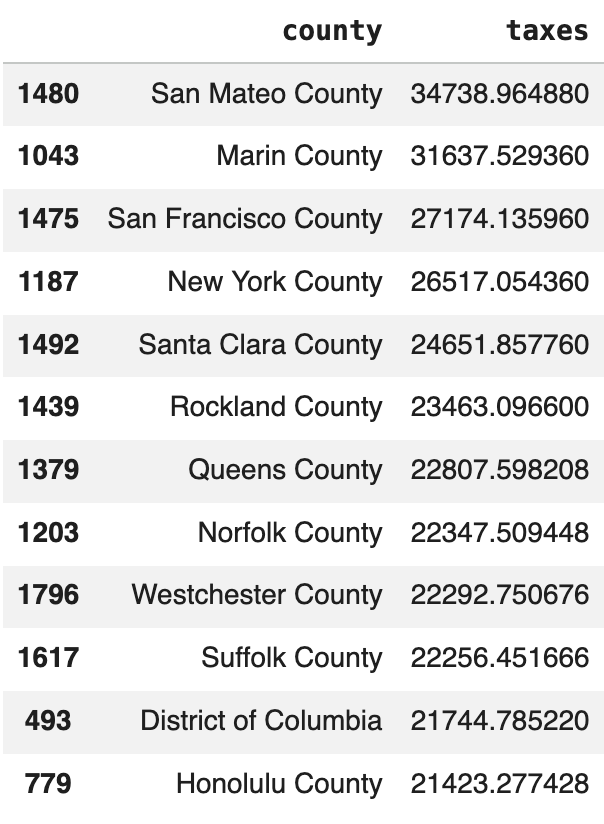 county taxes
1480 San Mateo County 34738.964880
1043 Marin County 31637.529360
1475 San Francisco County 27174.135960
1187 New York County 26517.054360
1492 Santa Clara County 24651.857760
1439 Rockland County 23463.096600
1379 Queens County 22807.598208
1203 Norfolk County 22347.509448
1796 Westchester County 22292.750676
1617 Suffolk County 22256.451666
493 District of Columbia 21744.785220
779 Honolulu County 21423.277428